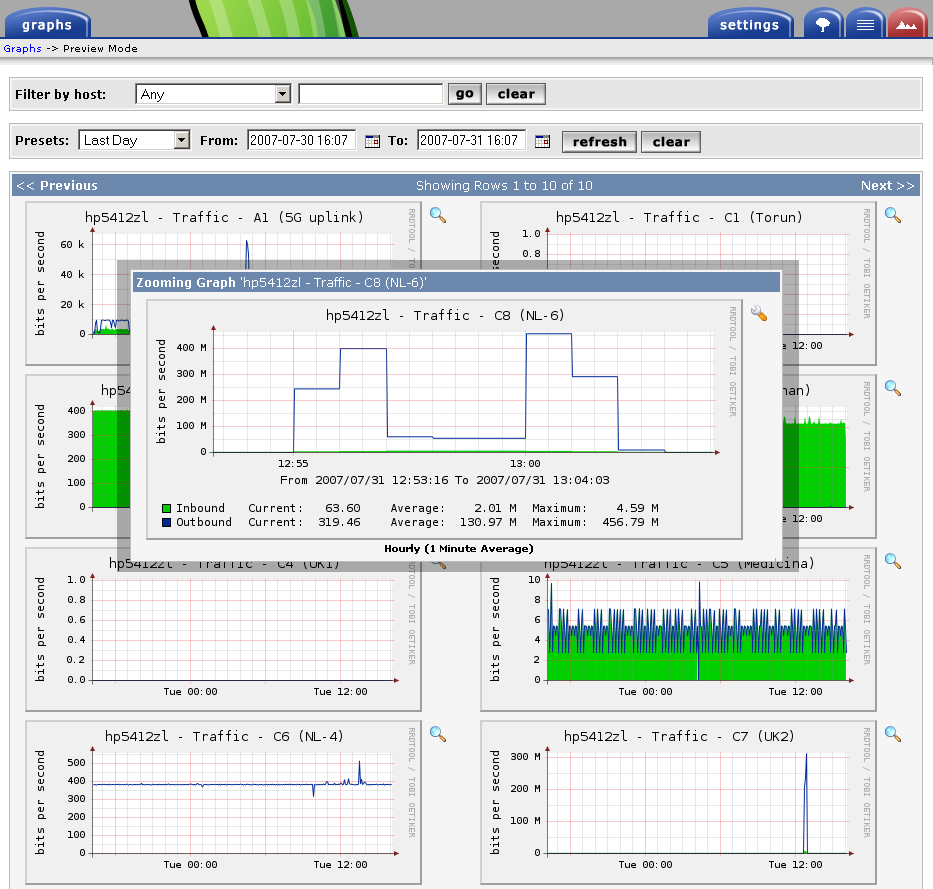 graphs
settings
Graphs -> Preview Mode
Filter by host: Any go clear
Presets: Last Day From: 2007-07-30 16:07 To: 2007-07-31 16:07 refresh clear
<< Previous Showing Rows 1 to 10 of 10 Next >>
hp5412zl - Traffic - A1 (5G uplink)
RRDTOOL / TOBI
bits per second
60 k
40 k
20 k
0
hp5412zl - Traffic - C1 (Torun)
RRDTOOL / TOBI OETIKER
bits per second
1.0
0.8
12:00
Zooming Graph 'hp5412zl - Traffic - C8 (NL-6)'
hp5412zl - Traffic - C8 (NL-6)
RRDTOOL / TOBI OETIKER
bits per second
400 M
300 M
200 M
100 M
0
12:55 13:00
From 2007/07/31 12:53:16 To 2007/07/31 13:04:03
Inbound Current: 63.60 Average: 2.01 M Maximum: 4.59 M
Outbound Current: 319.46 Average: 130.97 M Maximum: 456.79 M
Hourly (1 Minute Average)
bits per second
400
300
200
100
0
RRDTOOL / TOBI OETIKER
12:00
hp5412zl - Traffic - C4 (UK1)
TOOL / TOBI OETIKER
bits per second
1.0
0.8
0.6
0.4
0.2
0.0
Tue 00:00 Tue 12:00
hp5412zl - Traffic - C5 (Medicina)
RRDTOOL / TOBI OETIKER
bits per second
10
8
6
4
2
0
Tue 00:00 Tue 12:00
hp5412zl - Traffic - C6 (NL-4)
RRDTOOL / TOBI OETIKER
bits per second
500
400
300
200
100
0
Tue 00:00 Tue 12:00
hp5412zl - Traffic - C7 (UK2)
RRDTOOL / TOBI OETIKER
bits per second
300 M
200 M
100 M
0
Tue 00:00 Tue 12:00